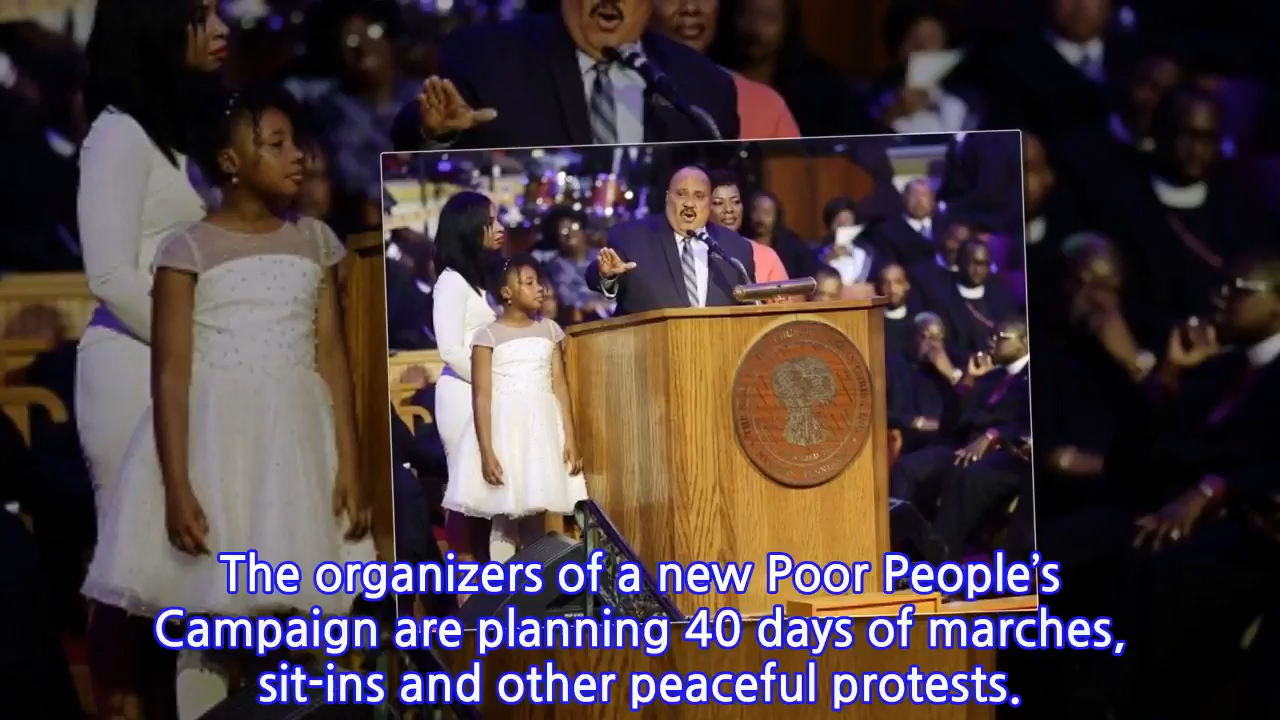 The organizers of a new Poor People's
Campaign are planning 40 days of marches,
sit-ins and other peaceful protests.